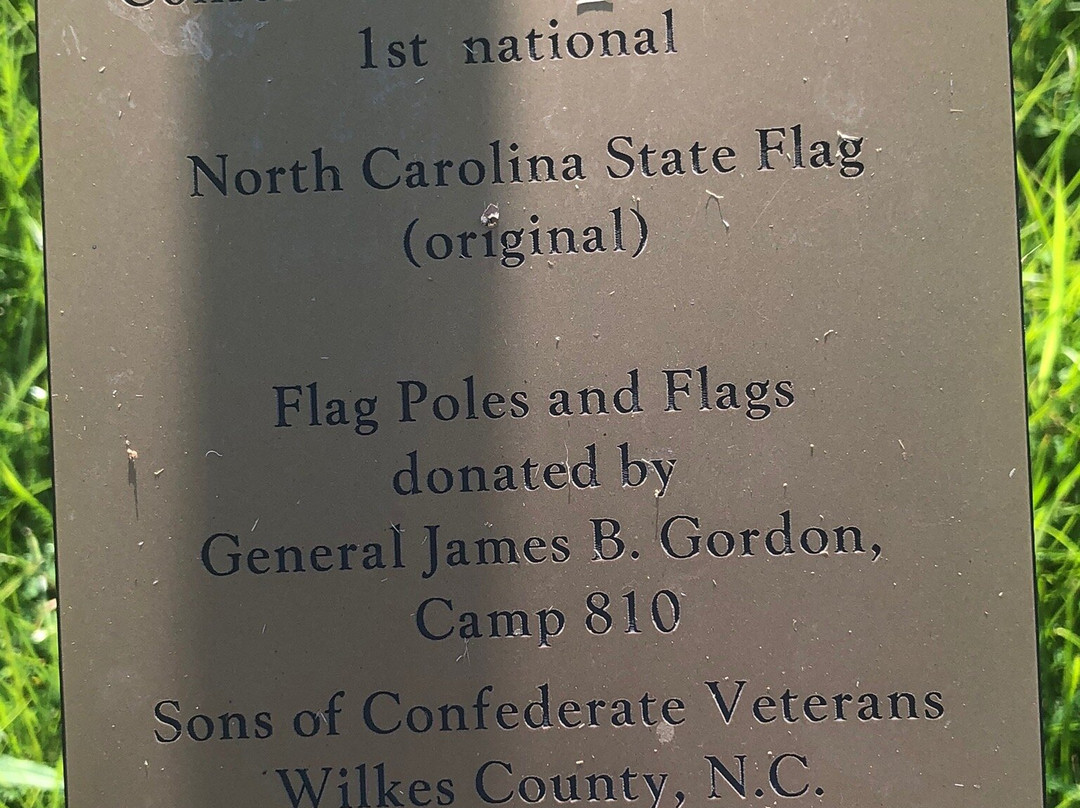 1st national
North Carolina State Flag
(original)
Flag Poles and Flags
donated by
General James B. Gordon,
Camp 810
Sons of Confederate Veterans
Wilkes County, N.C.